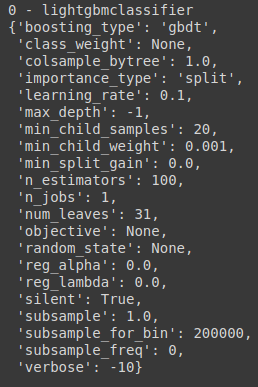 0 - lightgbmclassifier
{'boosting_type': 'gbdt',
 'class_weight': None,
 'colsample_bytree': 1.0,
 'importance_type': 'split',
 'learning_rate': 0.1,
 'max_depth': -1,
 'min_child_samples': 20,
 'min_child_weight': 0.001,
 'min_split_gain': 0.0,
 'n_estimators': 100,
 'n_jobs': 1,
 'num_leaves': 31,
 'objective': None,
 'random_state': None,
 'reg_alpha': 0.0,
 'reg_lambda': 0.0,
 'silent': True,
 'subsample': 1.0,
 'subsample_for_bin': 200000,
 'subsample_freq': 0,
 'verbose': -10}